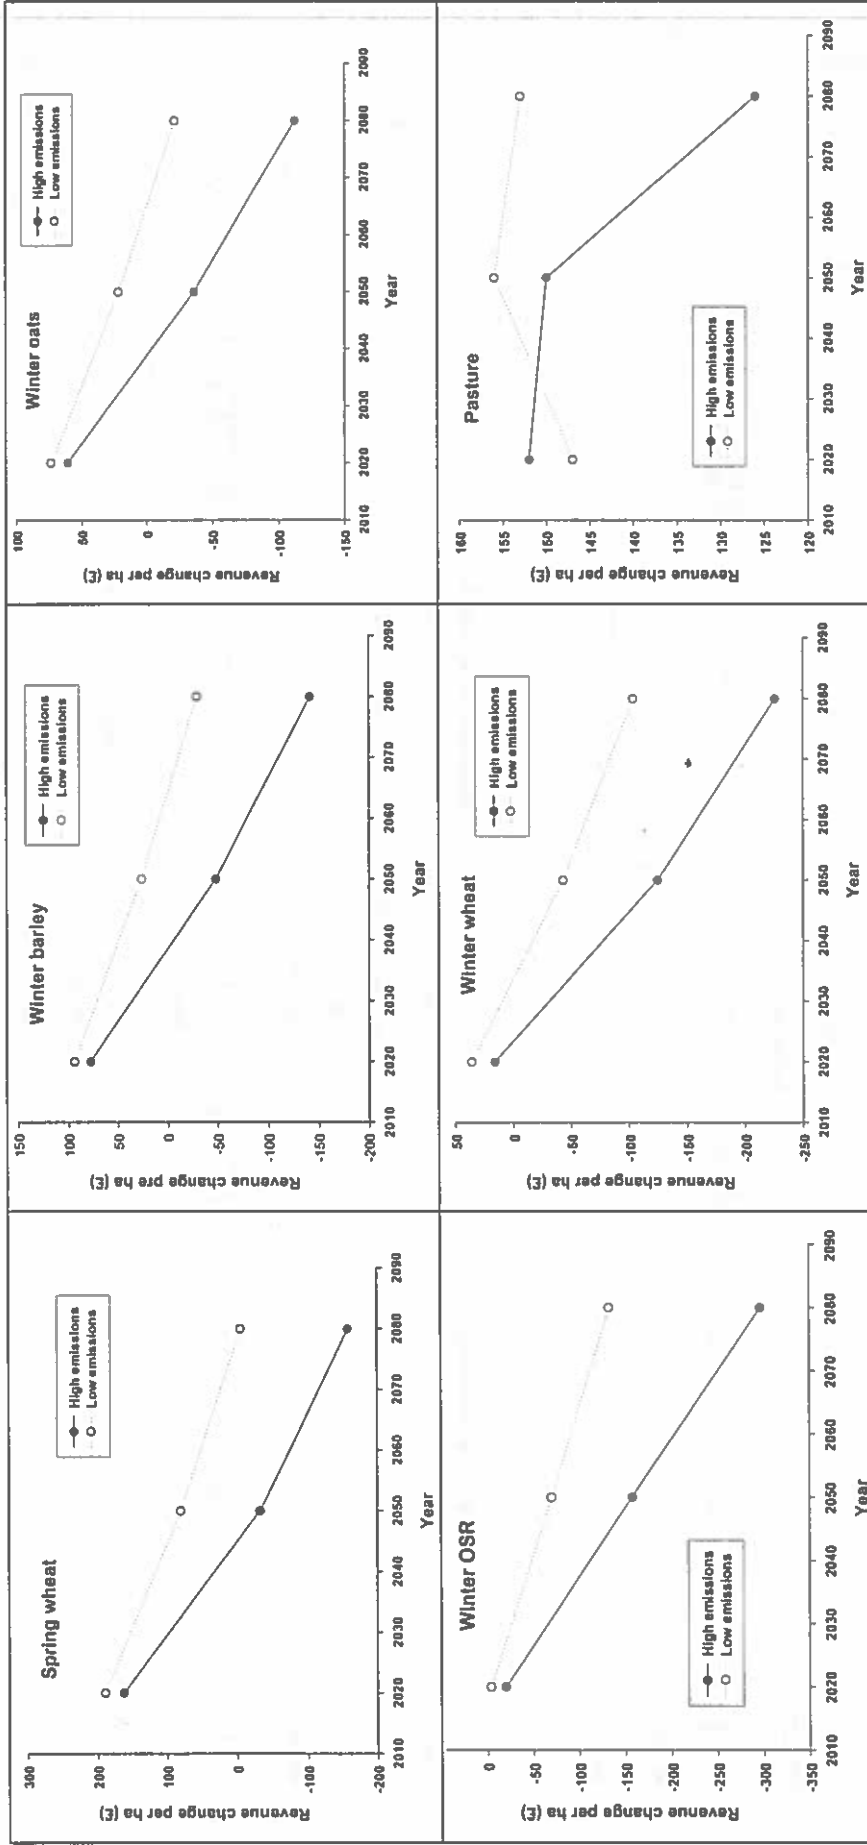 Spring wheat
High emissions
Low emissions
Revenue change per ha (£)
300
200
100
0
-100
-200
2010 2020 2030 2040 2050 2060 2070 2080 2090
Year
Winter barley
High emissions
Low emissions
Revenue change pre ha (£)
150
100
50
0
-50
-100
-150
-200
2010 2020 2030 2040 2050 2060 2070 2080 2090
Year
Winter oats
High emissions
Low emissions
Revenue change per ha (£)
100
50
0
-50
-100
-150
2010 2020 2030 2040 2050 2060 2070 2080 2090
Year
Winter OSR
High emissions
Low emissions
Revenue change per ha (£)
0
-50
-100
-150
-200
-250
-300
-350
2010 2020 2030 2040 2050 2060 2070 2080 2090
Year
Winter wheat
High emissions
Low emissions
Revenue change per ha (£)
50
0
-50
-100
-150
-200
-250
2010 2020 2030 2040 2050 2060 2070 2080 2090
Year
Pasture
High emissions
Low emissions
Revenue change per ha (£)
160
155
150
145
140
135
130
125
120
2010 2020 2030 2040 2050 2060 2070 2080 2090
Year